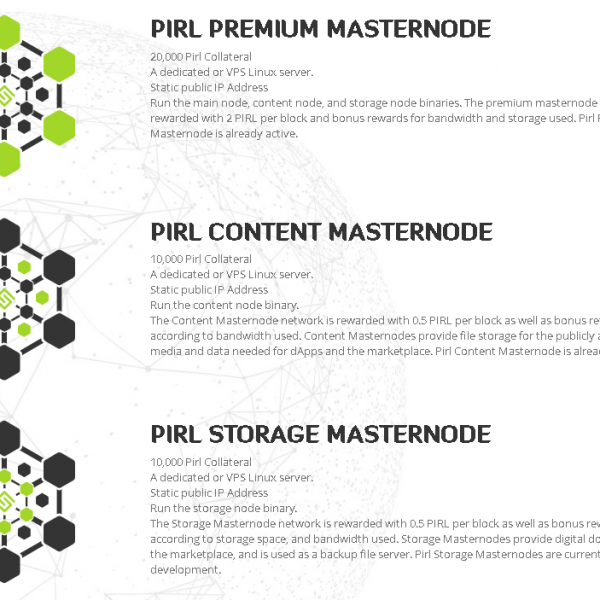 PIRL PREMIUM MASTERNODE
20,000 Pirl Collateral
A dedicated or VPS Linux server.
Static public IP Address
Run the main node, content node, and storage node binaries. The premium masternode
rewarded with 2 PIRL per block and bonus rewards for bandwidth and storage used. Pirl
Masternode is already active.
PIRL CONTENT MASTERNODE
10,000 Pirl Collateral
A dedicated or VPS Linux server.
Static public IP Address
Run the content node binary.
The Content Masternode network is rewarded with 0.5 PIRL per block as well as bonus
according to bandwidth used. Content Masternodes provide file storage for the publicly
media and data needed for dApps and the marketplace. Pirl Content Masternode is
PIRL STORAGE MASTERNODE
10,000 Pirl Collateral
A dedicated or VPS Linux server.
Static public IP Address
Run the storage node binary.
The Storage Masternode network is rewarded with 0.5 PIRL per block as well as bonus
according to storage space, and bandwidth used. Storage Masternodes provide digital
the marketplace, and is used as a backup file server. Pirl Storage Masternodes are
development.